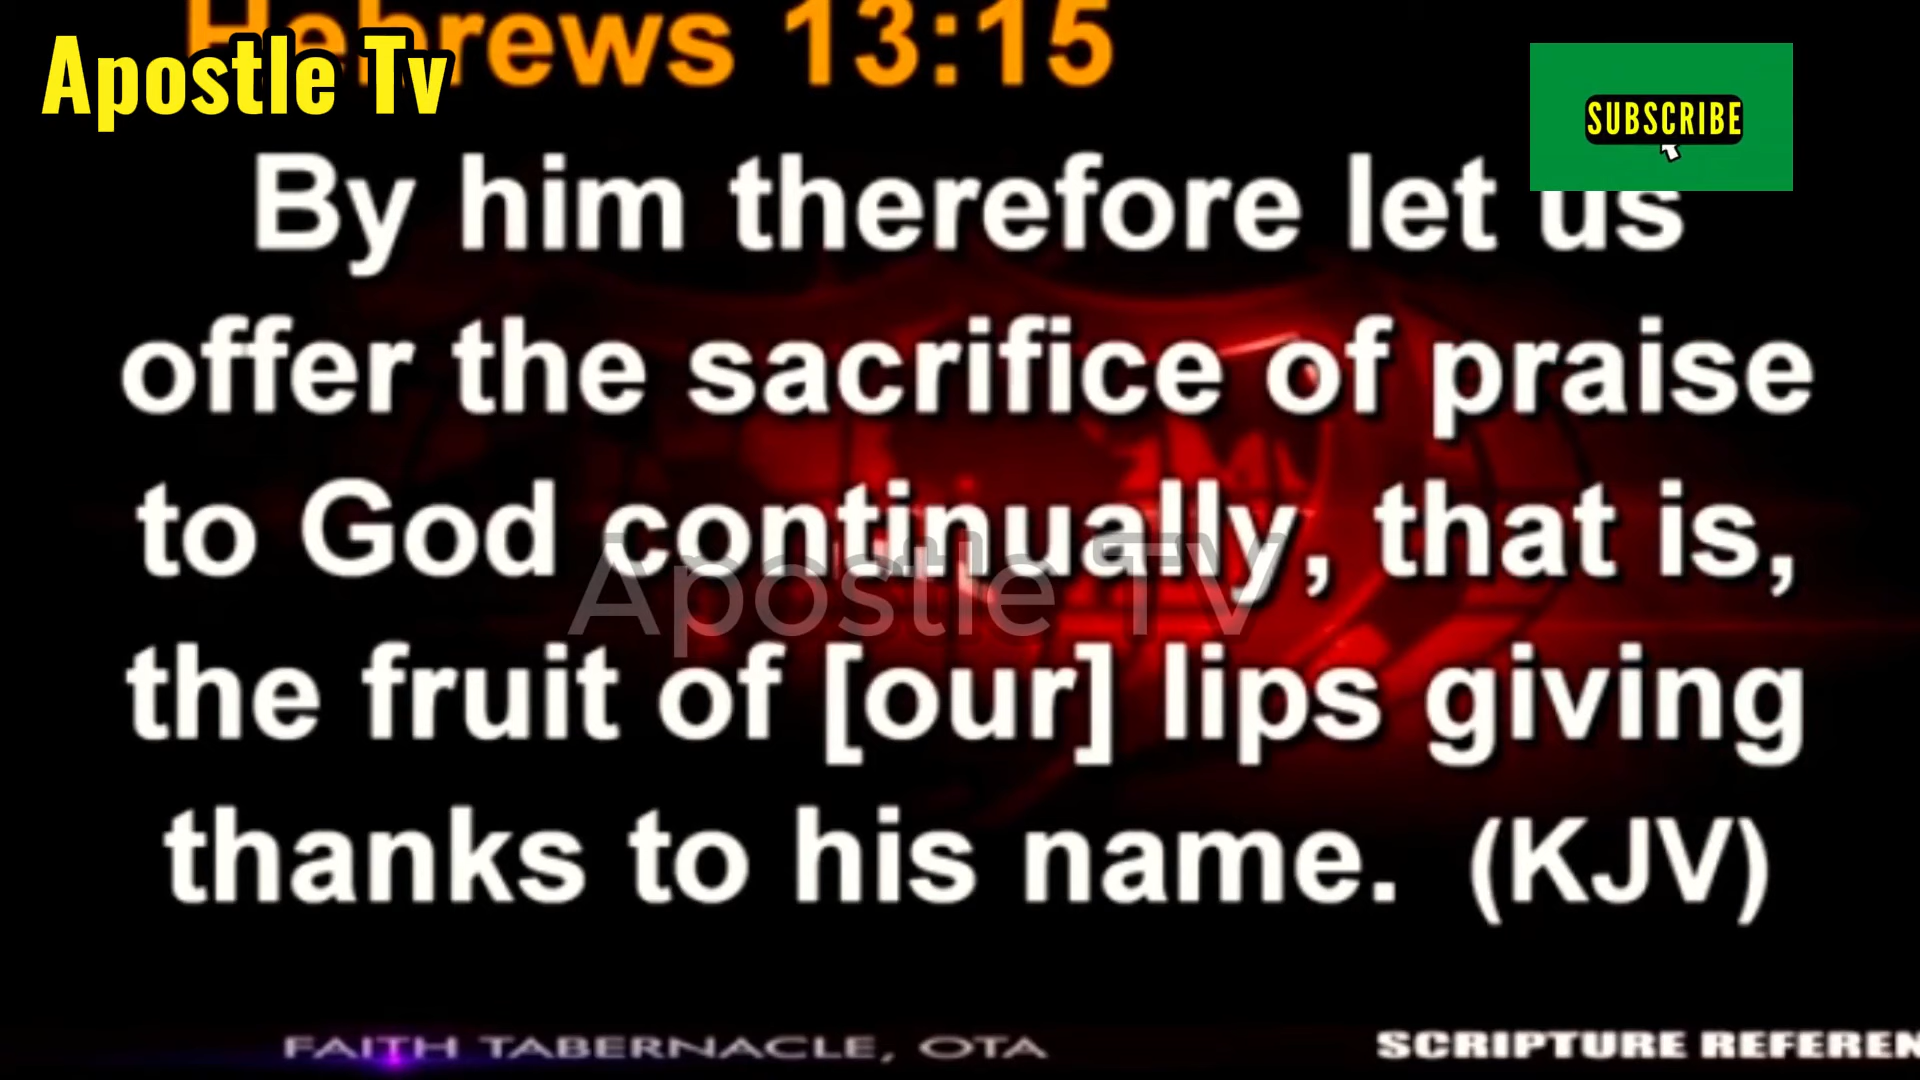 Hebrews 13:15
Apostle Tv
SUBSCRIBE
By him therefore let us
offer the sacrifice of praise
to God continually, that is,
Apostle TV
the fruit of [our] lips giving
thanks to his name. (KJV)
FAITH TABERNACLE, OTA
SCRIPTURE REFEREN